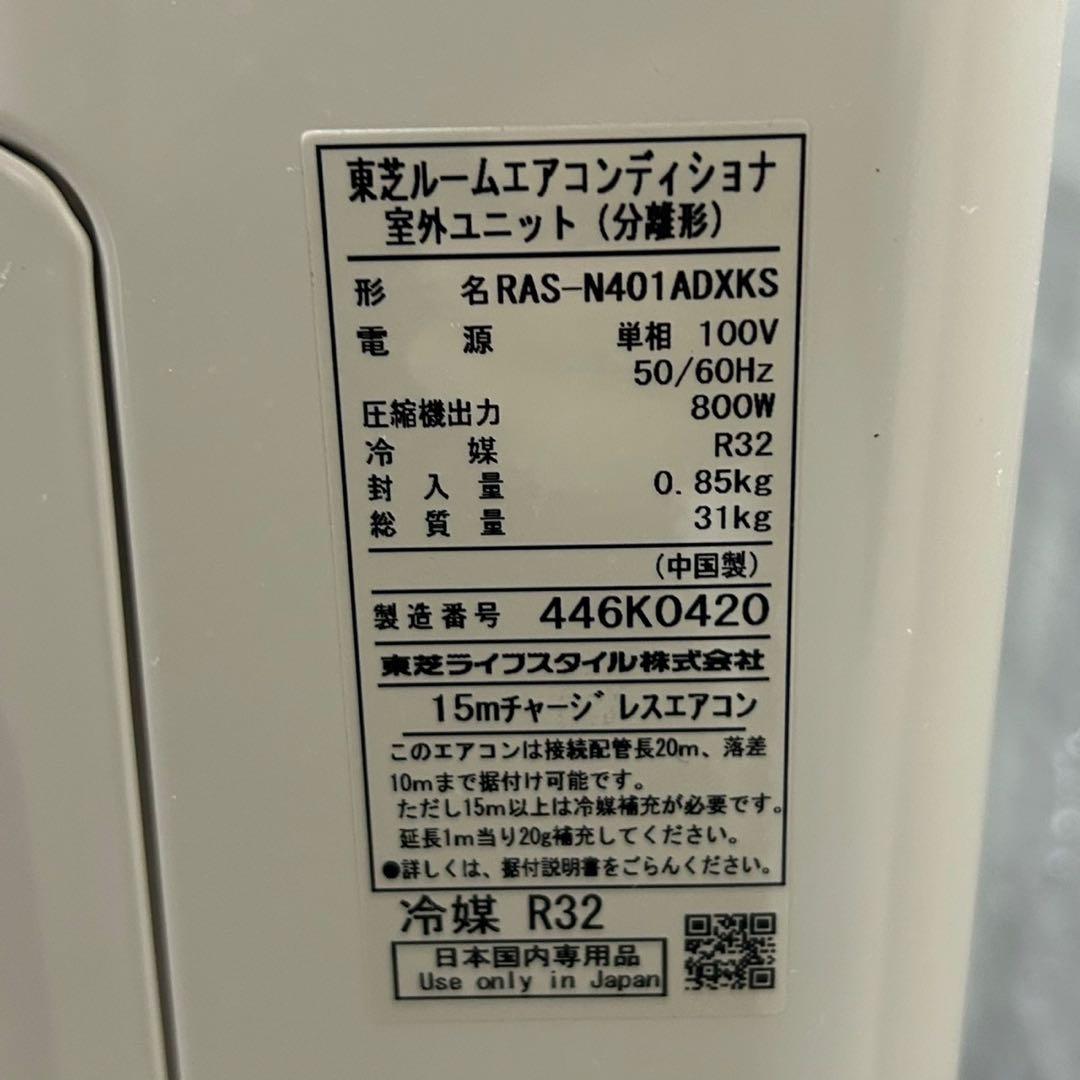 東芝ルームエアコンディショナ
室外ユニット（分離形）
形 名 RAS-N401ADXKS
電 源 単相 100V
50/60Hz
圧縮機出力 800W
冷 媒 R32
封 入 量 0.85kg
総 質 量 31kg
（中国製）
製造番号 446K0420
東芝ライフスタイル株式会社
15mチャージレスエアコン
このエアコンは接続配管長20m、落差
10mまで据付け可能です。
ただし15m以上は冷媒補充が必要です。
延長1m当り20g補充してください。
●詳しくは、据付説明書をごらんください。
冷媒 R32
日本国内専用品
Use only in Japan